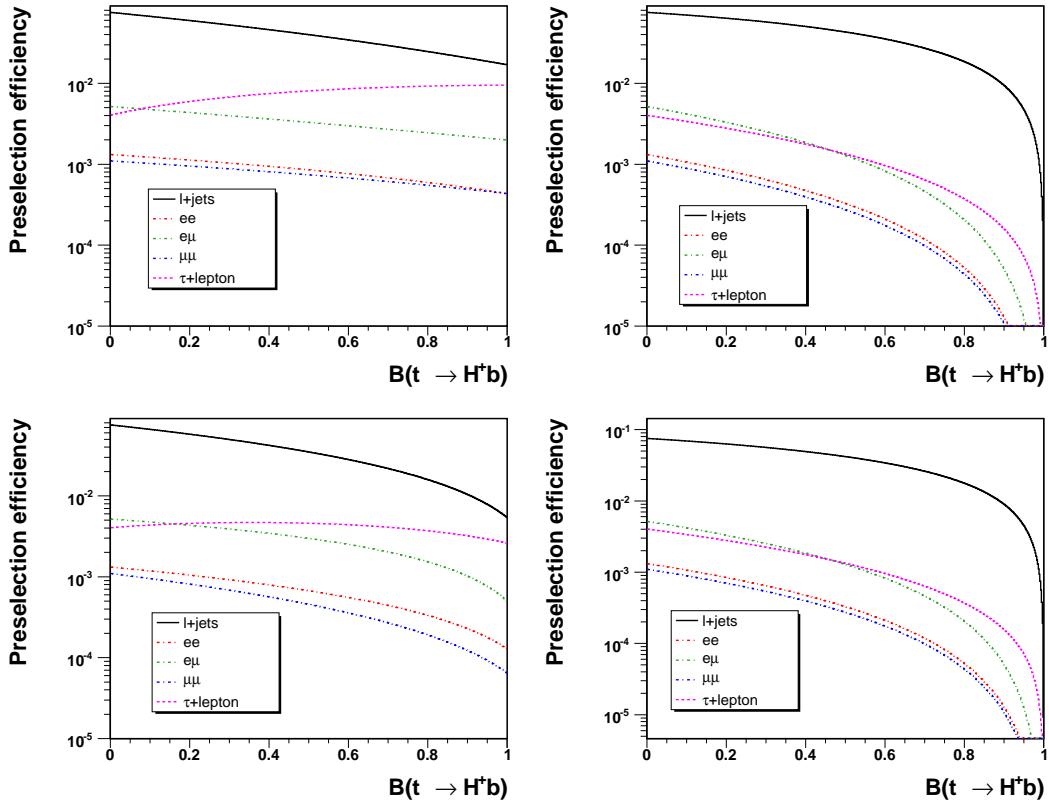 Preselection efficiency
10⁻²
10⁻³
10⁻⁴
10⁻⁵
l+jets
ee
eμ
μμ
τ+lepton
0 0.2 0.4 0.6 0.8 1
B(t → H⁺b)
Preselection efficiency
10⁻²
10⁻³
10⁻⁴
10⁻⁵
l+jets
ee
eμ
μμ
τ+lepton
0 0.2 0.4 0.6 0.8 1
B(t → H⁺b)
Preselection efficiency
10⁻²
10⁻³
10⁻⁴
10⁻⁵
l+jets
ee
eμ
μμ
τ+lepton
0 0.2 0.4 0.6 0.8 1
B(t → H⁺b)
Preselection efficiency
10⁻¹
10⁻²
10⁻³
10⁻⁴
10⁻⁵
l+jets
ee
eμ
μμ
τ+lepton
0 0.2 0.4 0.6 0.8 1
B(t → H⁺b)